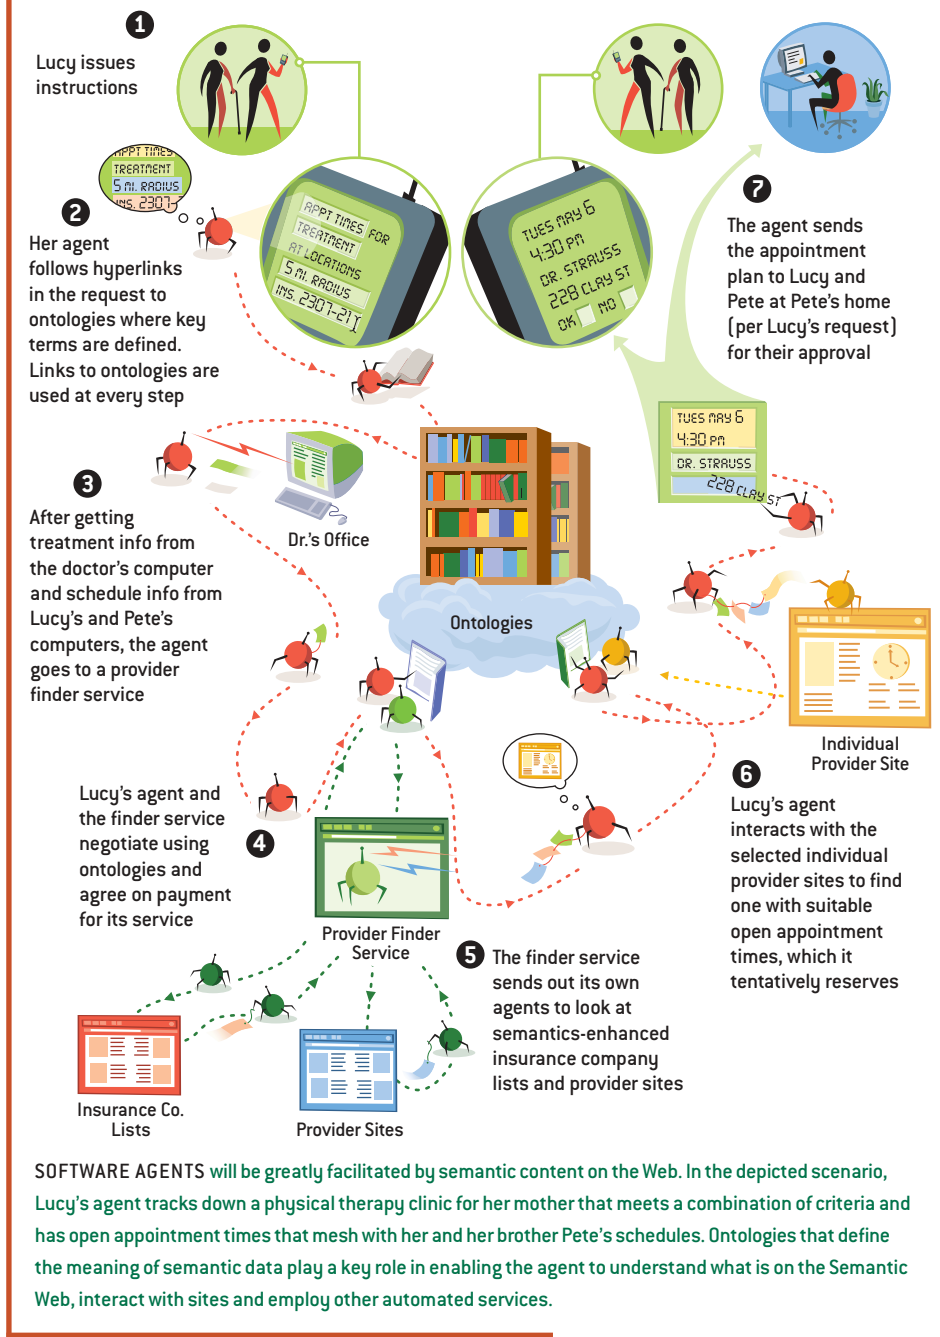 1
Lucy issues
instructions
APPT TIMES
TREATMENT
5 MI. RADIUS
INS. 2307-
APPT TIMES FOR
TREATMENT
AT LOCATIONS
5 MI. RADIUS
INS. 2307-21
TUES MAY 6
4:30 PM
DR. STRAUSS
228 CLAY ST
OK NO
2
Her agent
follows hyperlinks
in the request to
ontologies where key
terms are defined.
Links to ontologies are
used at every step
7
The agent sends
the appointment
plan to Lucy and
Pete at Pete's home
(per Lucy's request)
for their approval
TUES MAY 6
4:30 PM
DR. STRAUSS
228 CLAY ST
3
After getting
treatment info from
the doctor's computer
and schedule info from
Lucy's and Pete's
computers, the agent
goes to a provider
finder service
Dr.'s Office
Ontologies
Individual
Provider Site
4
Lucy's agent and
the finder service
negotiate using
ontologies and
agree on payment
for its service
6
Lucy's agent
interacts with the
selected individual
provider sites to find
one with suitable
open appointment
times, which it
tentatively reserves
Provider Finder
Service
5
The finder service
sends out its own
agents to look at
semantics-enhanced
insurance company
lists and provider sites
Insurance Co.
Lists
Provider Sites
SOFTWARE AGENTS will be greatly facilitated by semantic content on the Web. In the depicted scenario,
Lucy's agent tracks down a physical therapy clinic for her mother that meets a combination of criteria and
has open appointment times that mesh with her and her brother Pete's schedules. Ontologies that define
the meaning of semantic data play a key role in enabling the agent to understand what is on the Semantic
Web, interact with sites and employ other automated services.